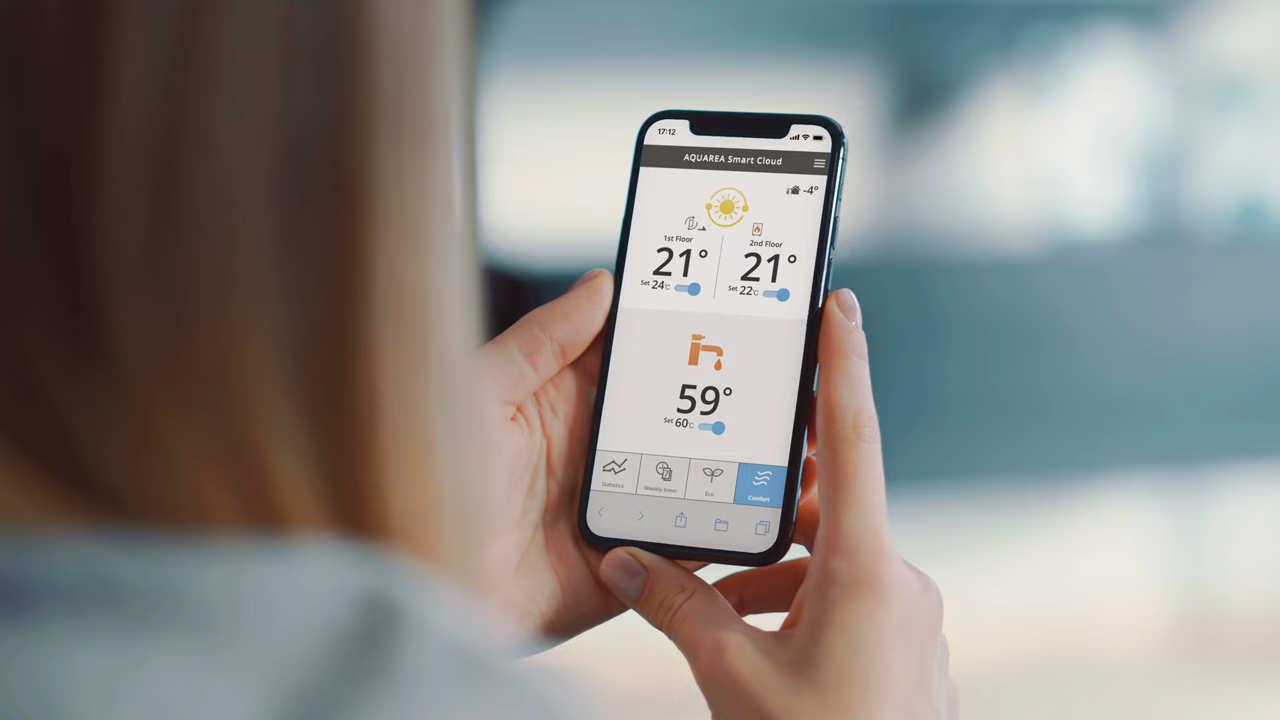 17:12
AQUAREA Smart Cloud
-4°
1st Floor
21°
Set 24°C
2nd Floor
21°
Set 22°C
59°
Set 60°C
Statistics
Weekly timer
Eco
Comfort